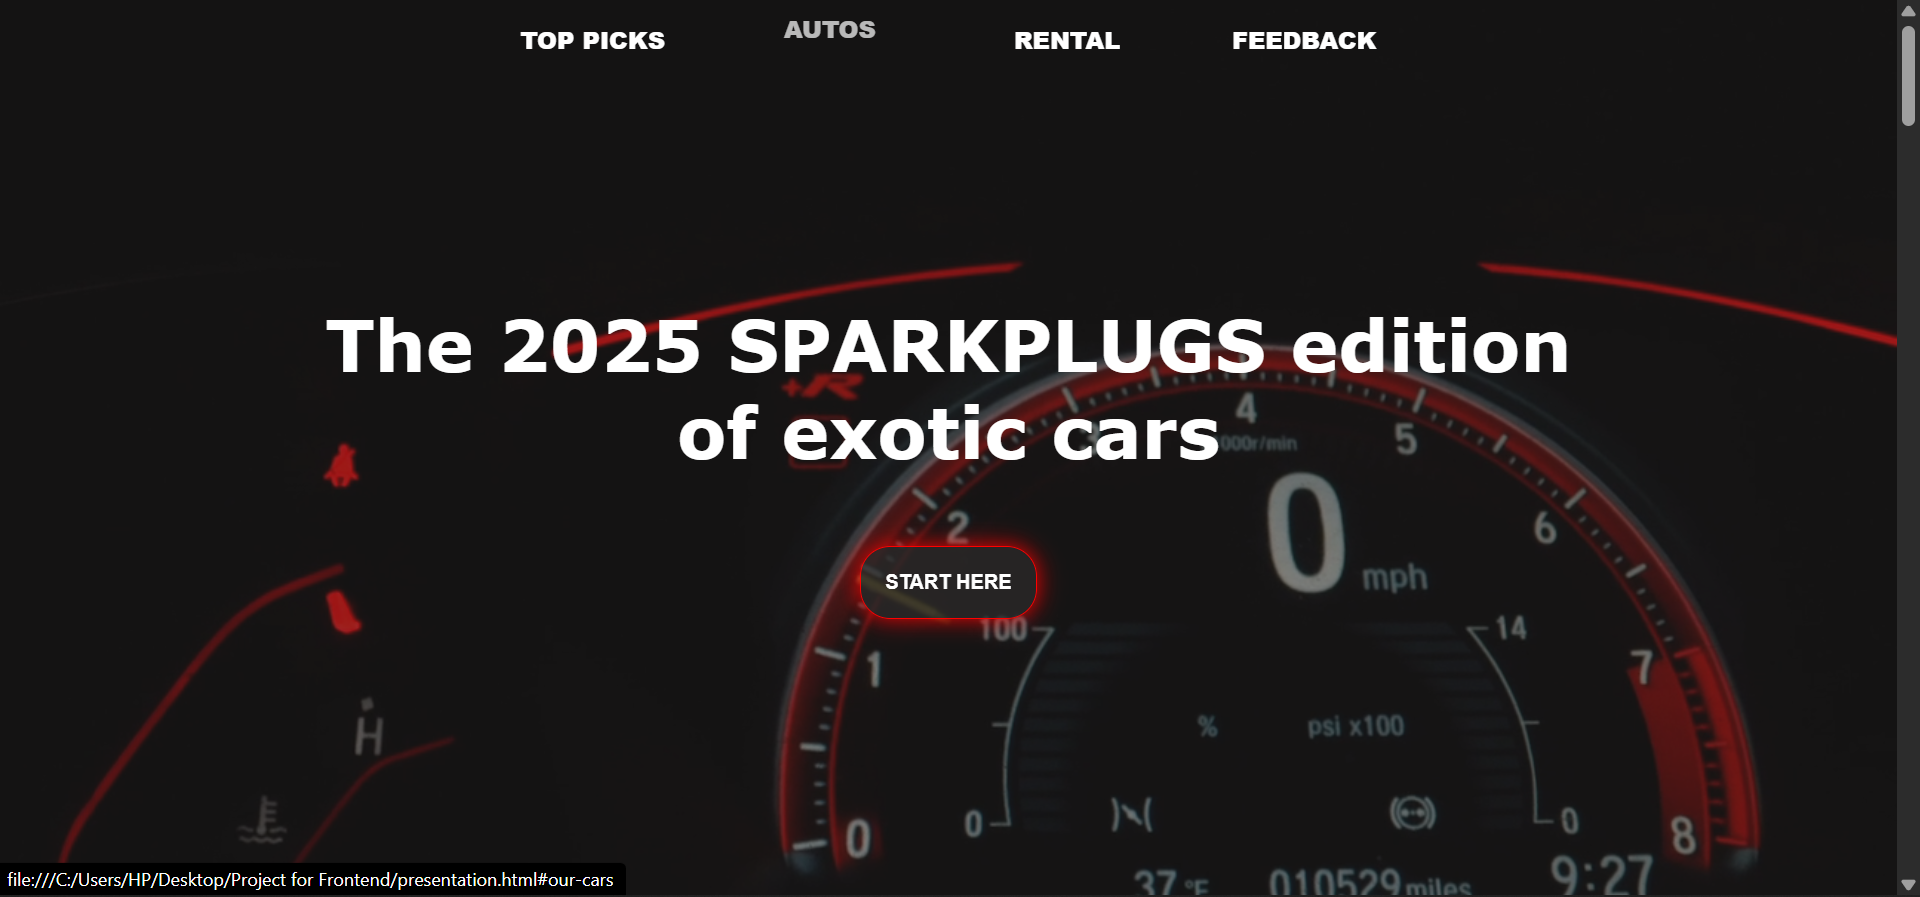 TOP PICKS AUTOS RENTAL FEEDBACK
The 2025 SPARKPLUGS edition
of exotic cars
+R
4
000r/min
5
2
0
mph
6
START HERE
100
14
1
7
H
% psi x100
0
0
0
8
37 °F 010529 miles 9:27
file:///C:/Users/HP/Desktop/Project for Frontend/presentation.html#our-cars